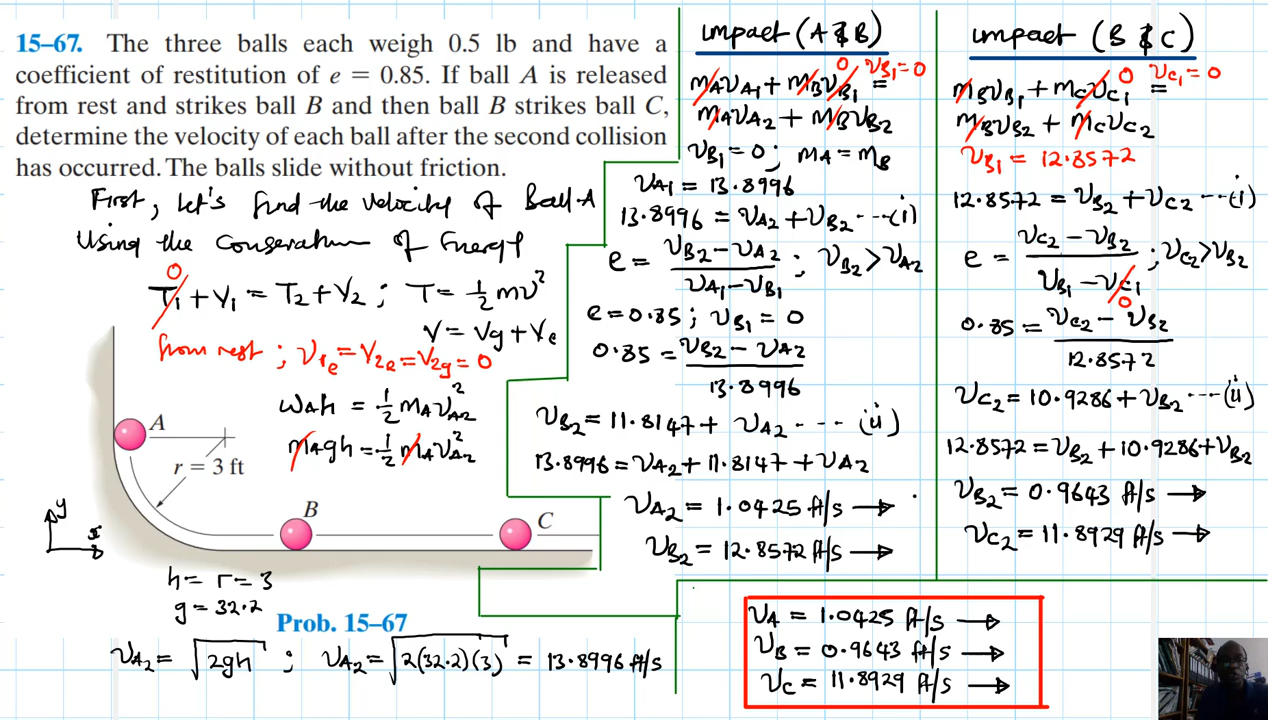 15–67. The three balls each weigh 0.5 lb and have a
coefficient of restitution of e = 0.85. If ball A is released
from rest and strikes ball B and then ball B strikes ball C,
determine the velocity of each ball after the second collision
has occurred. The balls slide without friction.
First, let's find the velocity of Ball A
Using the Conservation of Energy
0
T₁ + V₁ = T₂ + V₂ ; T = ½mv²
V = Vg + Ve
from rest ; V₁e = V₂e = V₂g = 0
WAh = ½mAvA2²
mAgh = ½mAvA2²
A
r = 3 ft
B
C
y
x
h = r = 3
g = 32.2
Prob. 15–67
vA2 = √2gh ; vA2 = √2(32.2)(3) = 13.8996 ft/s
impact (A & B)
0 vB1 = 0
mAvA1 + mBvB1 =
mAvA2 + mBvB2
vB1 = 0 ; mA = mB
vA1 = 13.8996
13.8996 = vA2 + vB2 --- (i)
e = (vB2 − vA2)/(vA1 − vB1) ; vB2 > vA2
e = 0.85 ; vB1 = 0
0.85 = (vB2 − vA2)/13.8996
vB2 = 11.8147 + vA2 --- (ii)
13.8996 = vA2 + 11.8147 + vA2
vA2 = 1.0425 ft/s →
vB2 = 12.8572 ft/s →
impact (B & C)
0 vC1 = 0
mBvB1 + mCvC1 =
mBvB2 + mCvC2
vB1 = 12.8572
12.8572 = vB2 + vC2 --- (i)
e = (vC2 − vB2)/(vB1 − vC1) ; vC2 > vB2
0
0.85 = (vC2 − vB2)/12.8572
vC2 = 10.9286 + vB2 --- (ii)
12.8572 = vB2 + 10.9286 + vB2
vB2 = 0.9643 ft/s →
vC2 = 11.8929 ft/s →
vA = 1.0425 ft/s →
vB = 0.9643 ft/s →
vC = 11.8929 ft/s →